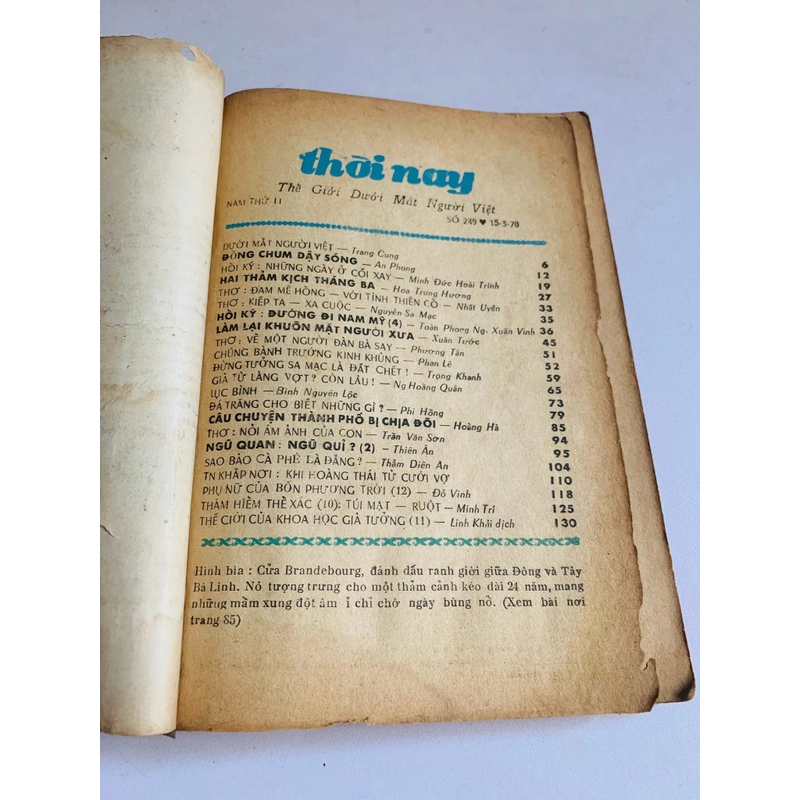 thời nay
Thế Giới Dưới Mắt Người Việt
NĂM THỨ 11
SỐ 249 ♥ 15-3-70
DƯỚI MẮT NGƯỜI VIỆT — Trang Cung 6
ĐỒNG CHUM DẬY SÓNG — An Phong 12
HỒI KÝ : NHỮNG NGÀY Ở CỐI XAY — Minh Đức Hoài Trinh 19
HAI THẢM KỊCH THÁNG BA — Hoa Trung Hương 27
THƠ : ĐAM MÊ HỒNG — VỚI TÌNH THIÊN CỔ — Nhất Uyên 33
THƠ : KIẾP TA — XA CUỘC — Nguyễn Sa Mạc 35
HỒI KÝ : ĐƯỜNG ĐI NAM MỸ (4) — Toàn Phong Ng. Xuân Vinh 36
LÀM LẠI KHUÔN MẶT NGƯỜI XƯA — Xuân Tước 45
THƠ : VỀ MỘT NGƯỜI ĐÀN BÀ SAY — Phương Tấn 51
CHÚNG BÀNH TRƯỚNG KINH KHỦNG — Phan Lê 52
ĐỪNG TƯỞNG SA MẠC LÀ ĐẤT CHẾT ! — Trọng Khanh 59
GIÃ TỪ LÀNG VỢT ? CÒN LÂU ! — Ng Hoàng Quân 65
LỤC BÌNH — Bình Nguyên Lộc 73
ĐÁ TRĂNG CHO BIẾT NHỮNG GÌ ? — Phi Hồng 79
CÂU CHUYỆN THÀNH PHỐ BỊ CHIA ĐÔI — Hoàng Hà 85
THƠ : NỖI ÁM ẢNH CỦA CON — Trần Văn Sơn 94
NGŨ QUAN : NGŨ QUỈ ? (2) — Thiên Ân 95
SAO BẢO CÀ PHÊ LÀ ĐẮNG ? — Thẩm Diên An 104
TN KHẮP NƠI : KHI HOÀNG THÁI TỬ CƯỚI VỢ 110
PHỤ NỮ CỦA BỐN PHƯƠNG TRỜI (12) — Đỗ Vinh 118
THÁM HIỂM THỂ XÁC (10): TÚI MẬT — RUỘT — Minh Trí 125
THẾ GIỚI CỦA KHOA HỌC GIẢ TƯỞNG (11) — Linh Khải dịch 130
Hình bìa : Cửa Brandebourg, đánh dấu ranh giới giữa Đông và Tây
Bá Linh. Nó tượng trưng cho một thảm cảnh kéo dài 24 năm, mang
những mầm xung đột âm ỉ chỉ chờ ngày bùng nổ. (Xem bài nơi
trang 85)